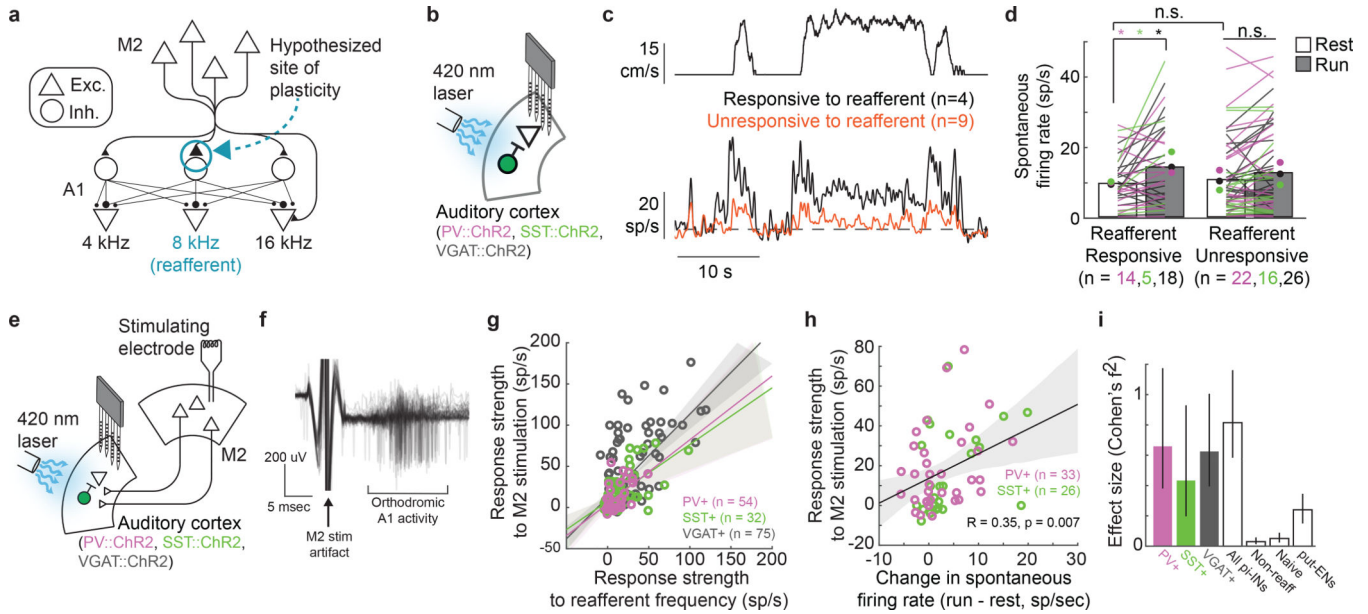 a
M2
Hypothesized
site of
plasticity
Exc.
Inh.
A1
4 kHz
8 kHz
(reafferent)
16 kHz
b
420 nm
laser
Auditory cortex
(PV::ChR2, SST::ChR2,
VGAT::ChR2)
c
15
cm/s
Responsive to reafferent (n=4)
Unresponsive to reafferent (n=9)
20
sp/s
10 s
d
n.s.
* * *
n.s.
Rest
Run
Spontaneous
firing rate (sp/s)
40
20
0
Reafferent
Responsive
(n = 14,5,18)
Reafferent
Unresponsive
(n = 22,16,26)
e
Stimulating
electrode
420 nm
laser
M2
Auditory cortex
(PV::ChR2, SST::ChR2,
VGAT::ChR2)
f
200 uV
5 msec
M2 stim
artifact
Orthodromic
A1 activity
g
Response strength
to M2 stimulation (sp/s)
200
150
100
50
0
-50
PV+ (n = 54)
SST+ (n = 32)
VGAT+ (n = 75)
-50 0 50 100 150 200
Response strength
to reafferent frequency (sp/s)
h
Response strength
to M2 stimulation (sp/s)
80
60
40
20
0
-20
PV+ (n = 33)
SST+ (n = 26)
R = 0.35, p = 0.007
-10 0 10 20 30
Change in spontaneous
firing rate (run - rest, sp/sec)
i
Effect size (Cohen's f²)
1
0
PV+
SST+
VGAT+
All pi-INs
Non-reaff
Naive
put-ENs